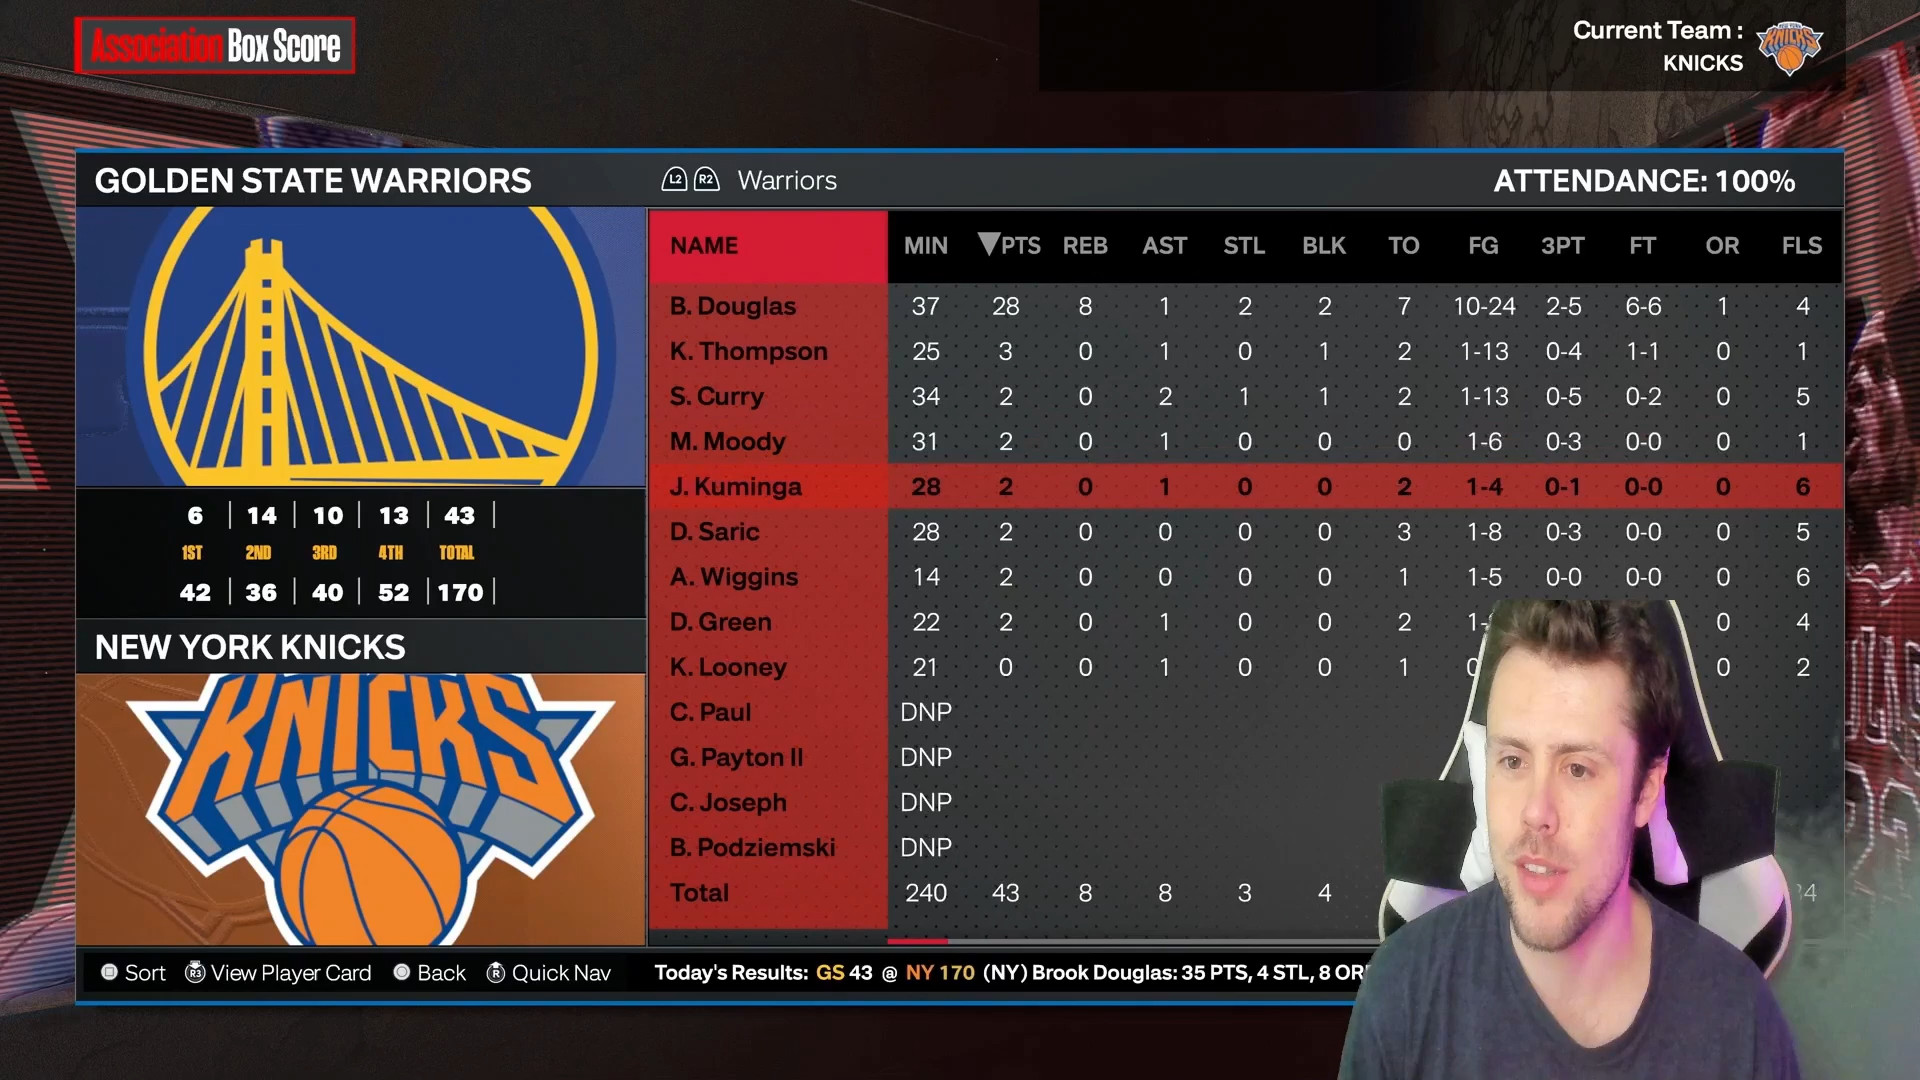 Association Box Score
Current Team :
KNICKS
GOLDEN STATE WARRIORS
L2 R2 Warriors
ATTENDANCE: 100%
NAME MIN PTS REB AST STL BLK TO FG 3PT FT OR FLS
B. Douglas 37 28 8 1 2 2 7 10-24 2-5 6-6 1 4
K. Thompson 25 3 0 1 0 1 2 1-13 0-4 1-1 0 1
S. Curry 34 2 0 2 1 1 2 1-13 0-5 0-2 0 5
M. Moody 31 2 0 1 0 0 0 1-6 0-3 0-0 0 1
J. Kuminga 28 2 0 1 0 0 2 1-4 0-1 0-0 0 6
D. Saric 28 2 0 0 0 0 3 1-8 0-3 0-0 0 5
A. Wiggins 14 2 0 0 0 0 1 1-5 0-0 0-0 0 6
D. Green 22 2 0 1 0 0 2 1- 0 4
K. Looney 21 0 0 1 0 0 1 0 0 2
C. Paul DNP
G. Payton II DNP
C. Joseph DNP
B. Podziemski DNP
Total 240 43 8 8 3 4
6 14 10 13 43
1ST 2ND 3RD 4TH TOTAL
42 36 40 52 170
NEW YORK KNICKS
KNICKS
Sort R3 View Player Card Back R Quick Nav
Today's Results: GS 43 @ NY 170 (NY) Brook Douglas: 35 PTS, 4 STL, 8